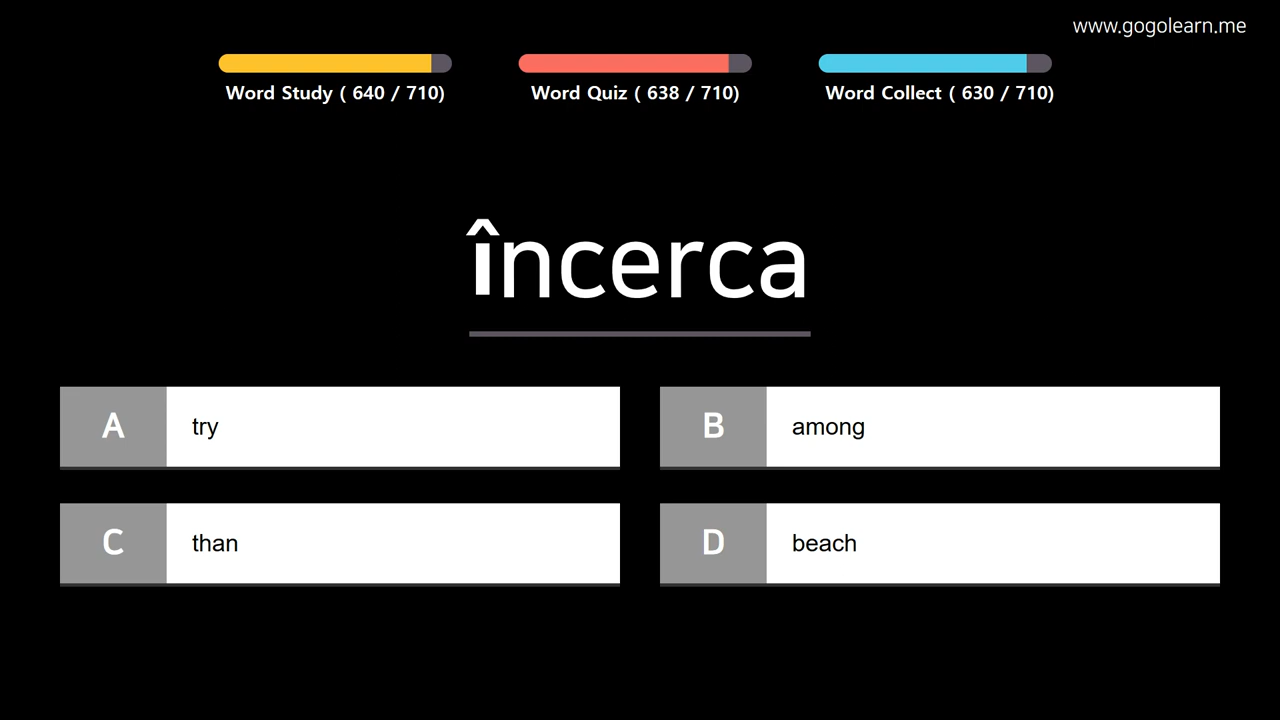 www.gogolearn.me
Word Study ( 640 / 710)
Word Quiz ( 638 / 710)
Word Collect ( 630 / 710)
încerca
A try
B among
C than
D beach